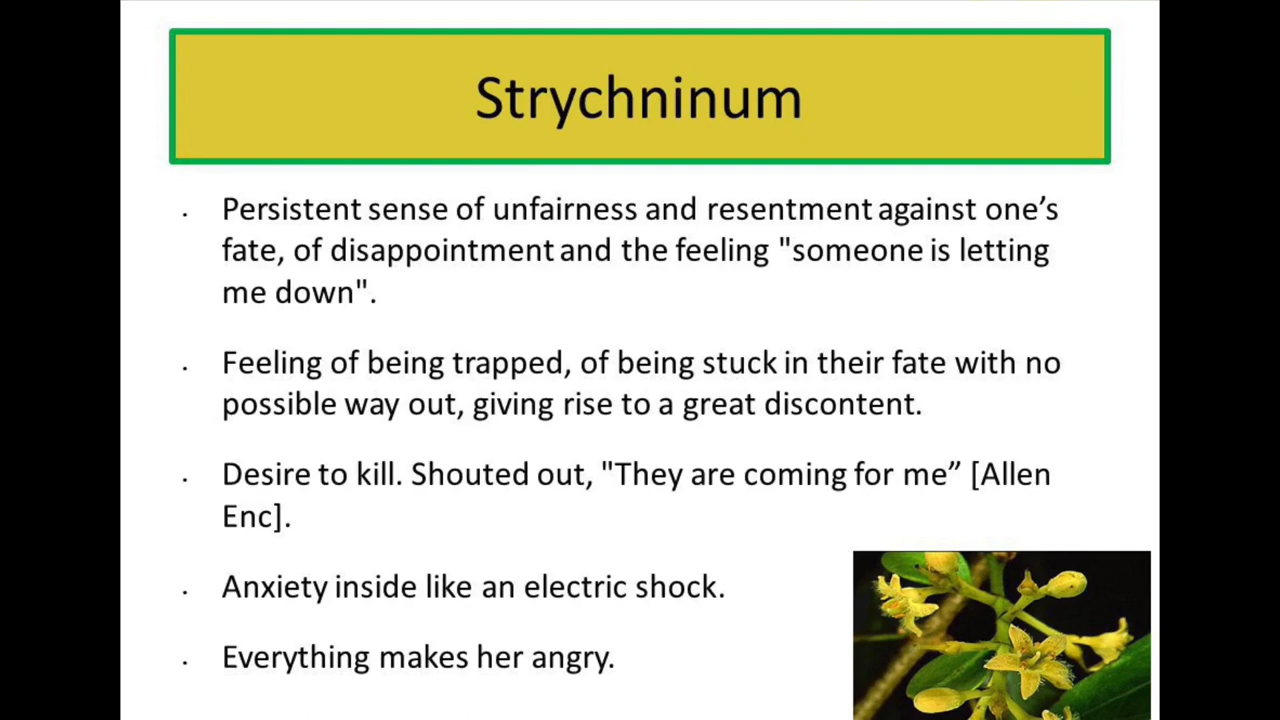 Strychninum
· Persistent sense of unfairness and resentment against one’s
fate, of disappointment and the feeling "someone is letting
me down".
· Feeling of being trapped, of being stuck in their fate with no
possible way out, giving rise to a great discontent.
· Desire to kill. Shouted out, "They are coming for me” [Allen
Enc].
· Anxiety inside like an electric shock.
· Everything makes her angry.